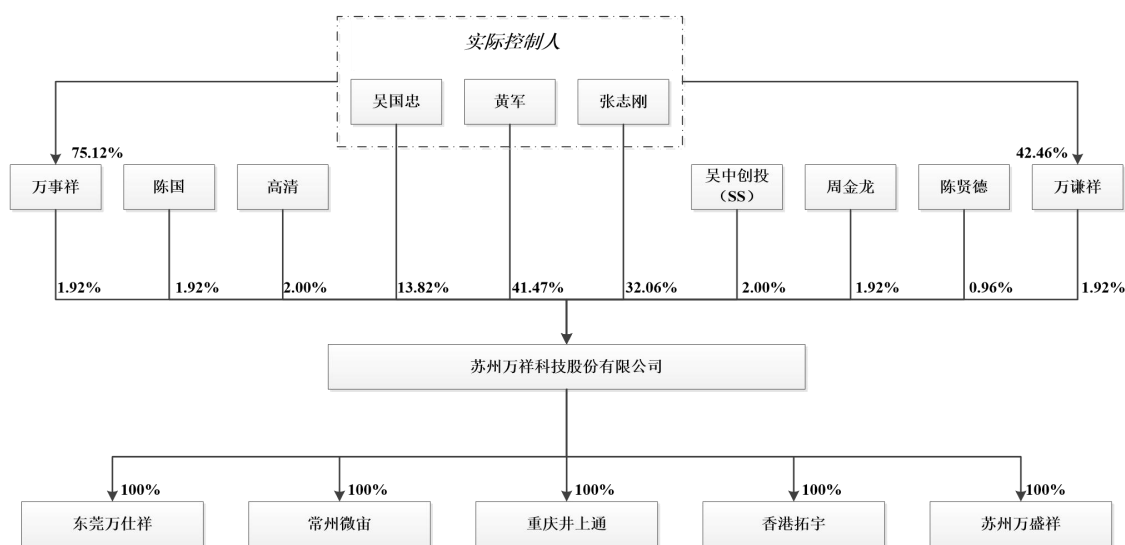 实际控制人
吴国忠
黄军
张志刚
75.12%
42.46%
万事祥
陈国
高清
吴中创投
（SS）
周金龙
陈贤德
万谦祥
1.92%
1.92%
2.00%
13.82%
41.47%
32.06%
2.00%
1.92%
0.96%
1.92%
苏州万祥科技股份有限公司
100%
100%
100%
100%
100%
东莞万仕祥
常州微宙
重庆井上通
香港拓宇
苏州万盛祥